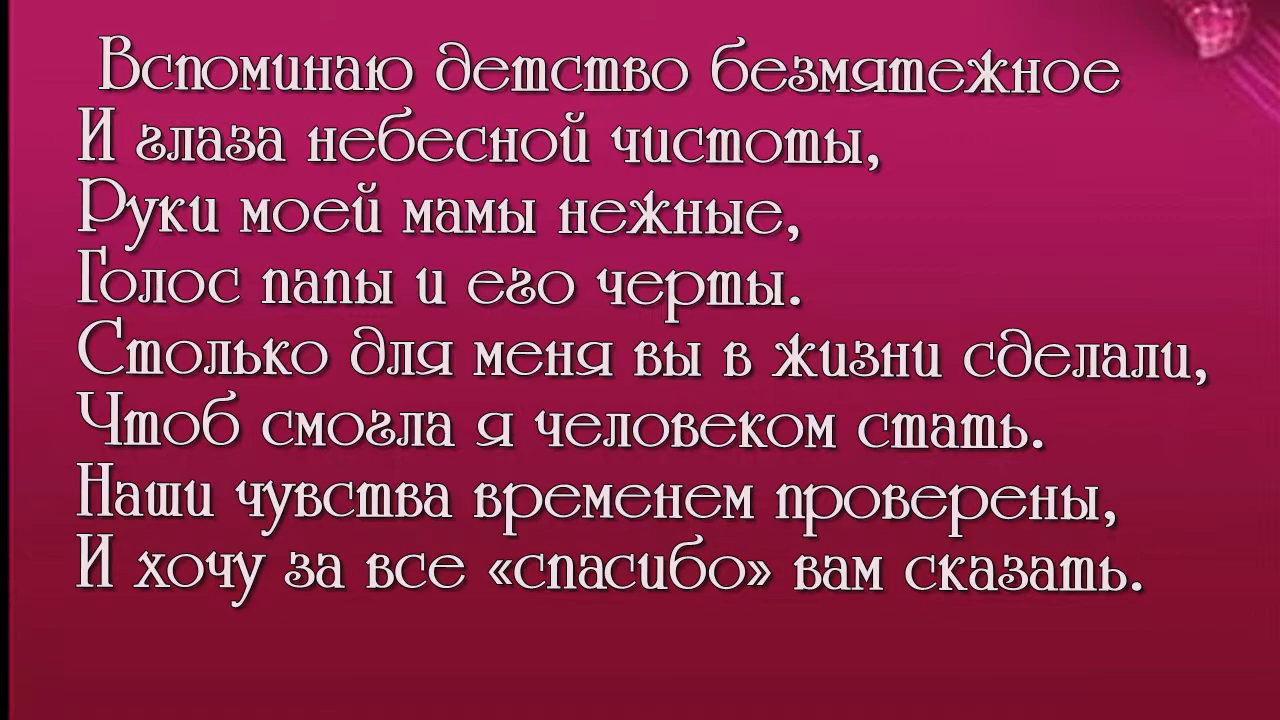 Вспоминаю детство безмятежное
И глаза небесной чистоты,
Руки моей мамы нежные,
Голос папы и его черты.
Столько для меня вы в жизни сделали,
Чтоб смогла я человеком стать.
Наши чувства временем проверены,
И хочу за все «спасибо» вам сказать.